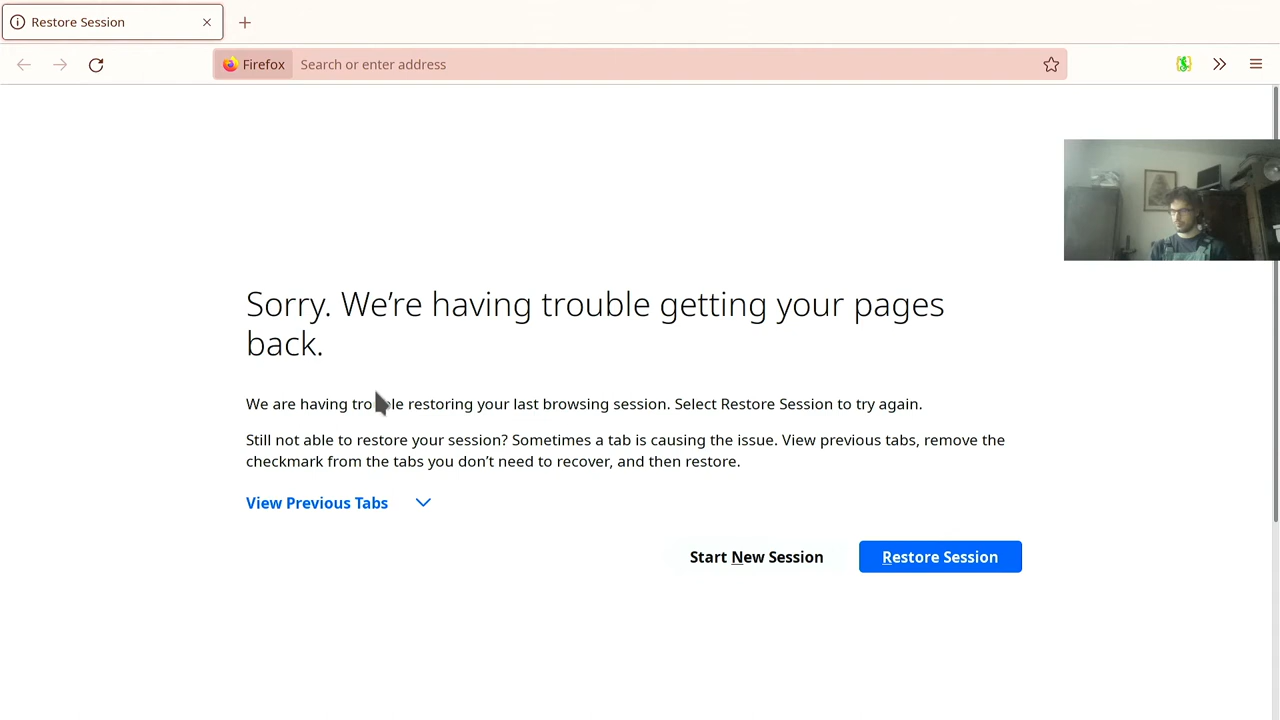 Restore Session
Firefox
Search or enter address
Sorry. We’re having trouble getting your pages
back.
We are having trouble restoring your last browsing session. Select Restore Session to try again.
Still not able to restore your session? Sometimes a tab is causing the issue. View previous tabs, remove the
checkmark from the tabs you don’t need to recover, and then restore.
View Previous Tabs
Start New Session
Restore Session